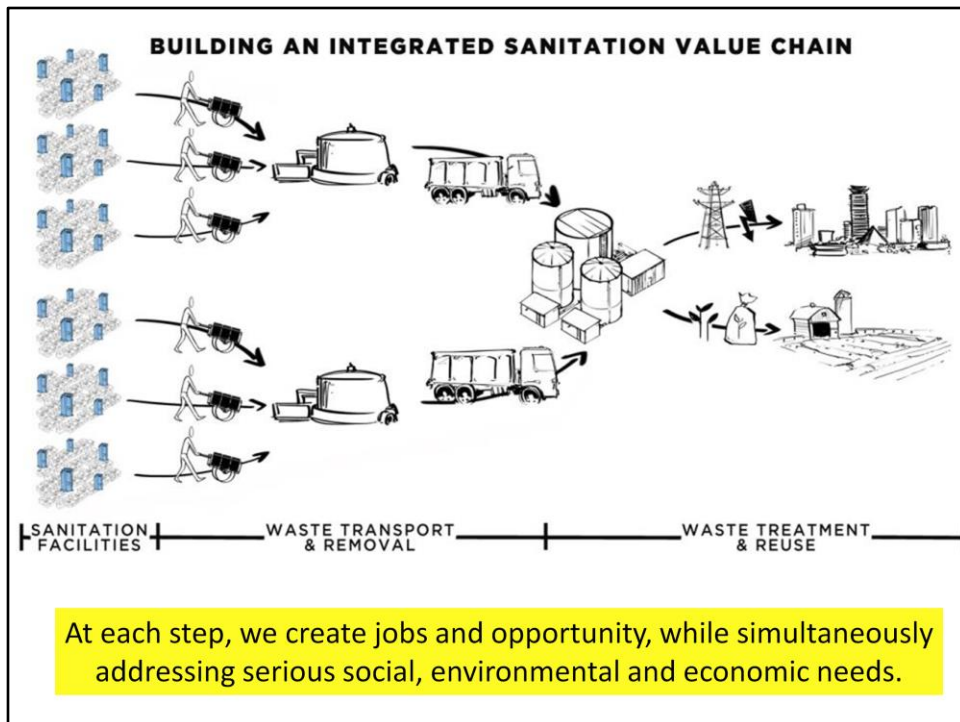 BUILDING AN INTEGRATED SANITATION VALUE CHAIN
SANITATION
FACILITIES
WASTE TRANSPORT
& REMOVAL
WASTE TREATMENT
& REUSE
At each step, we create jobs and opportunity, while simultaneously
addressing serious social, environmental and economic needs.